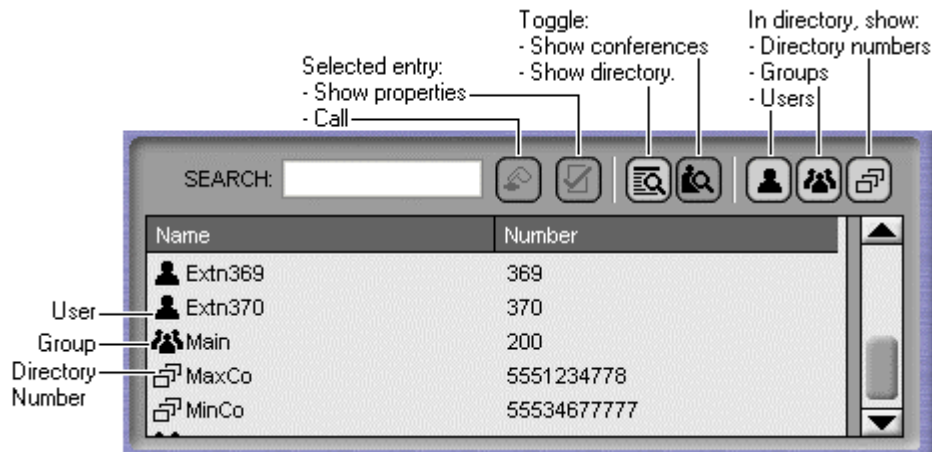 Toggle:
- Show conferences
- Show directory.
In directory, show:
- Directory numbers
- Groups
- Users
Selected entry:
- Show properties
- Call
SEARCH:
Name Number
Extn369 369
Extn370 370
Main 200
MaxCo 5551234778
MinCo 55534677777
User
Group
Directory
Number